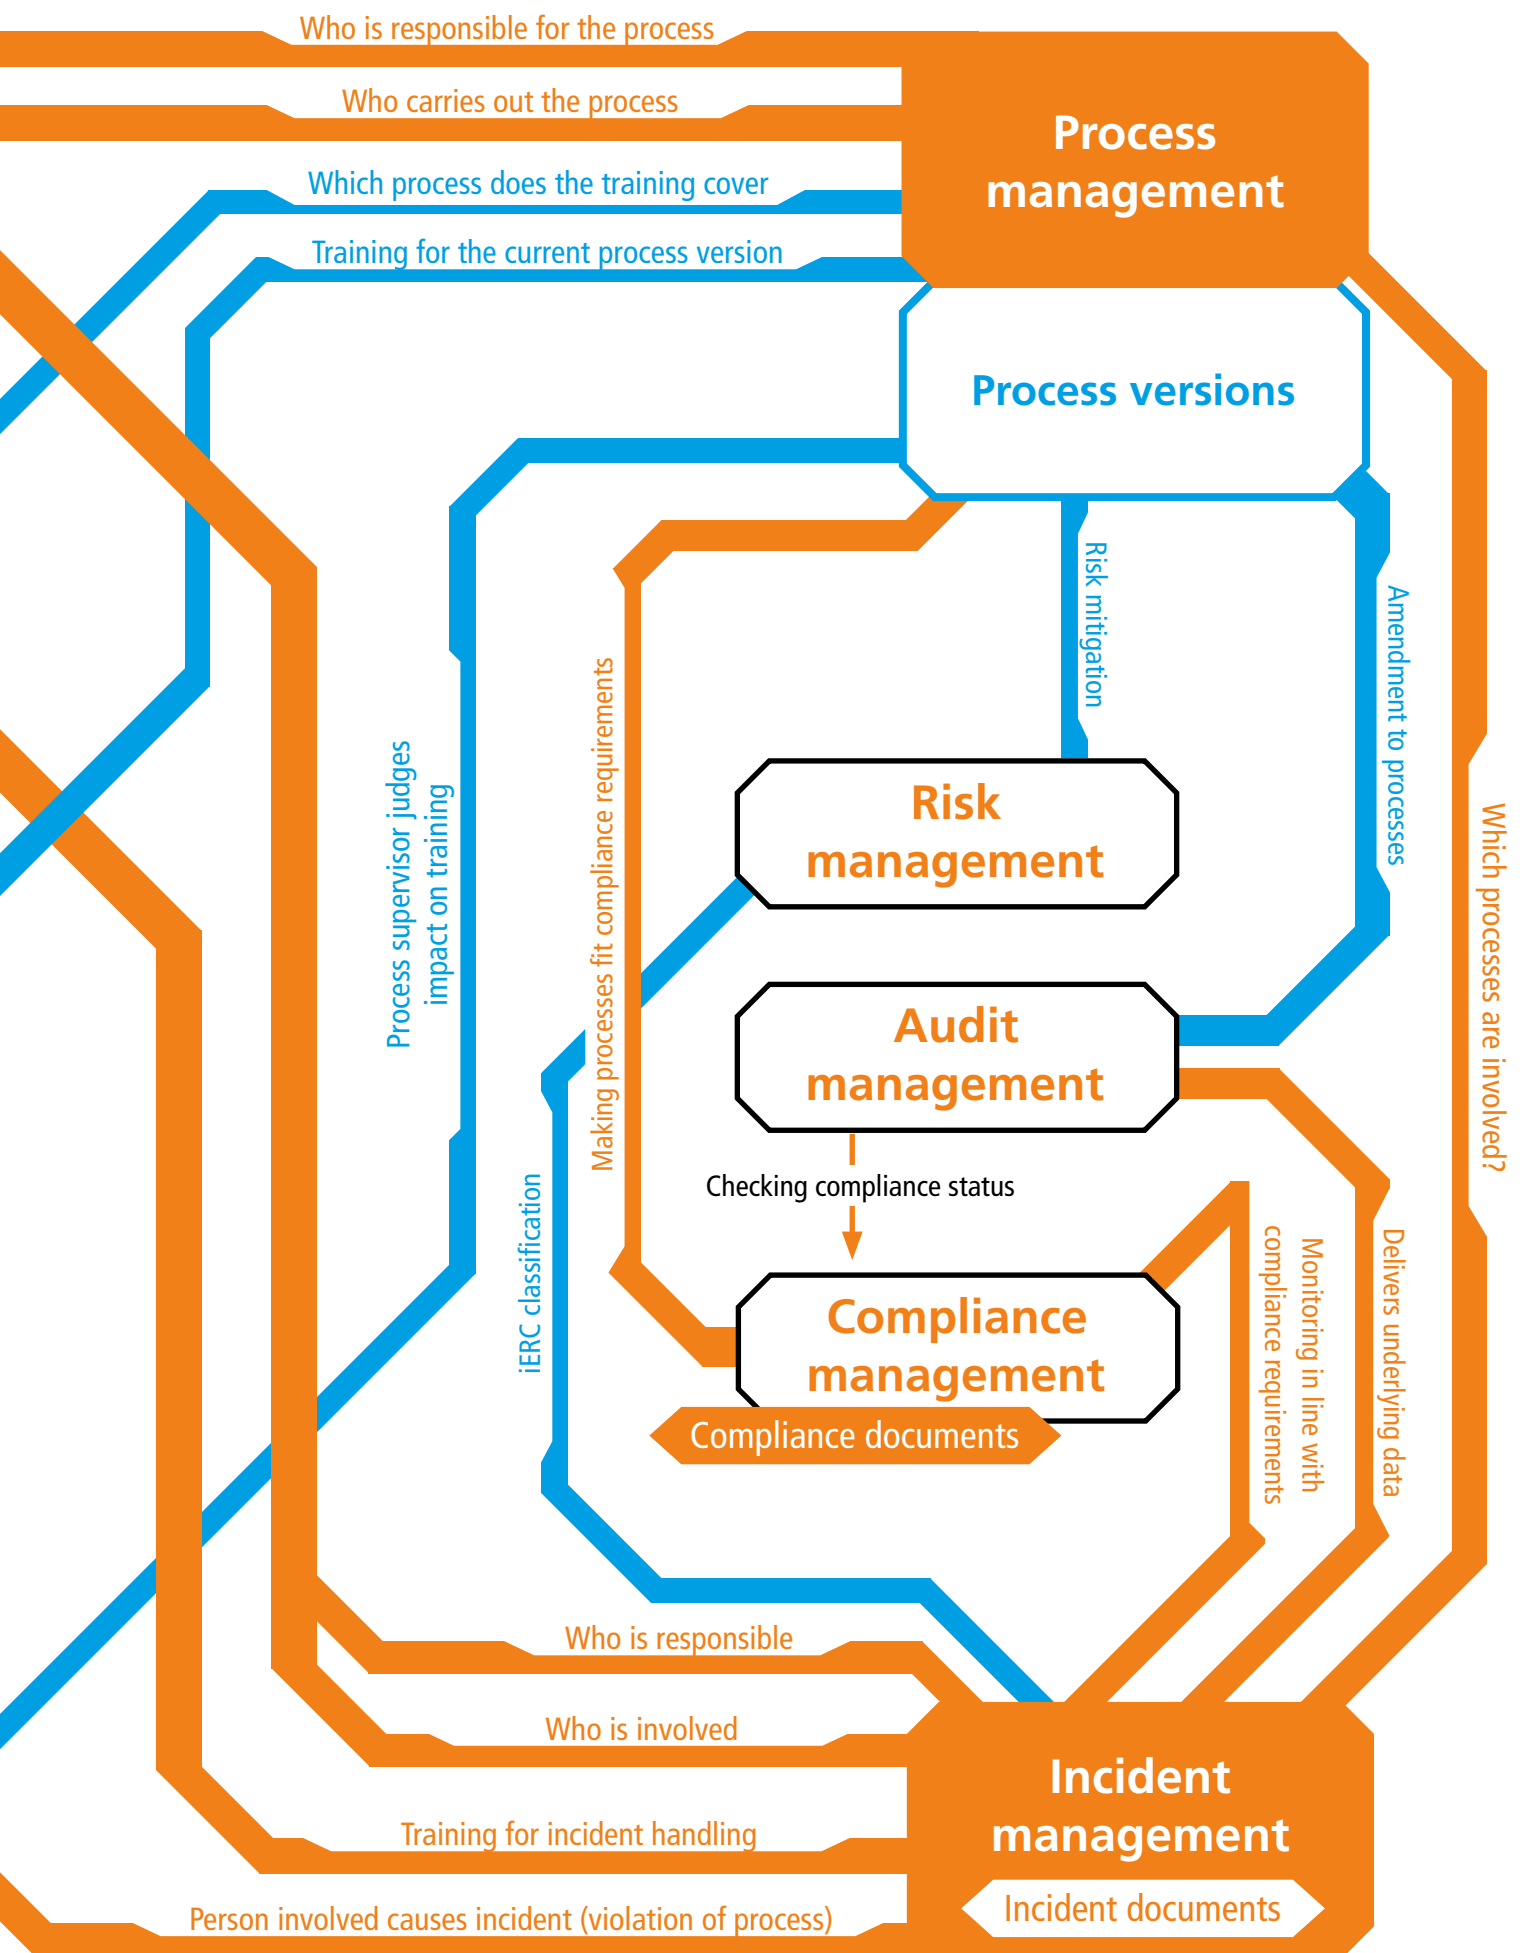 Who is responsible for the process
Who carries out the process
Process
management
Which process does the training cover
Training for the current process version
Process versions
Risk mitigation
Amendment to processes
Making processes fit compliance requirements
Process supervisor judges
impact on training
Risk
management
Which processes are involved?
Audit
management
Checking compliance status
iERC classification
Compliance
management
Compliance documents
Monitoring in line with
compliance requirements
Delivers underlying data
Who is responsible
Who is involved
Incident
management
Training for incident handling
Incident documents
Person involved causes incident (violation of process)